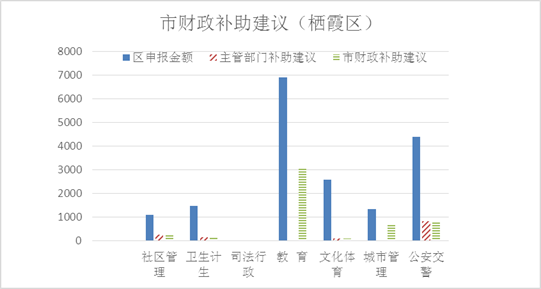 市财政补助建议（栖霞区）
8000
区申报金额 主管部门补助建议 市财政补助建议
7000
6000
5000
4000
3000
2000
1000
0
社区管 卫生计 司法行 教 育 文化体 城市管 公安交
理 生 政 育 理 警